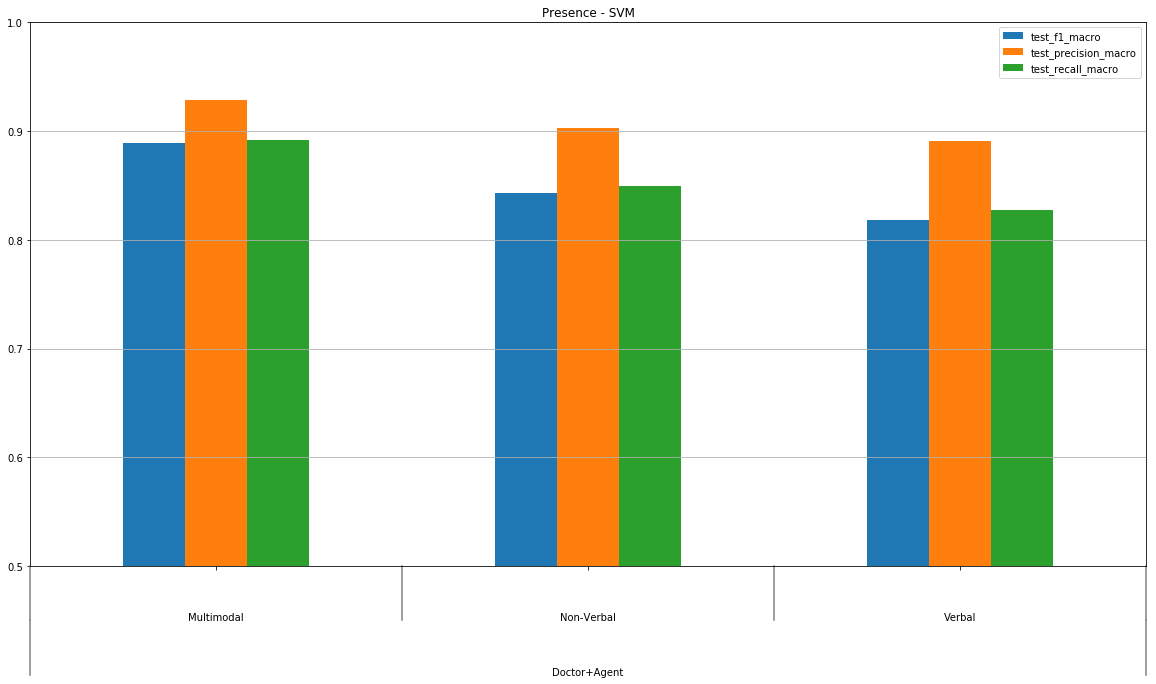 Presence - SVM
test_f1_macro
test_precision_macro
test_recall_macro
1.0
0.9
0.8
0.7
0.6
0.5
Multimodal
Non-Verbal
Verbal
Doctor+Agent